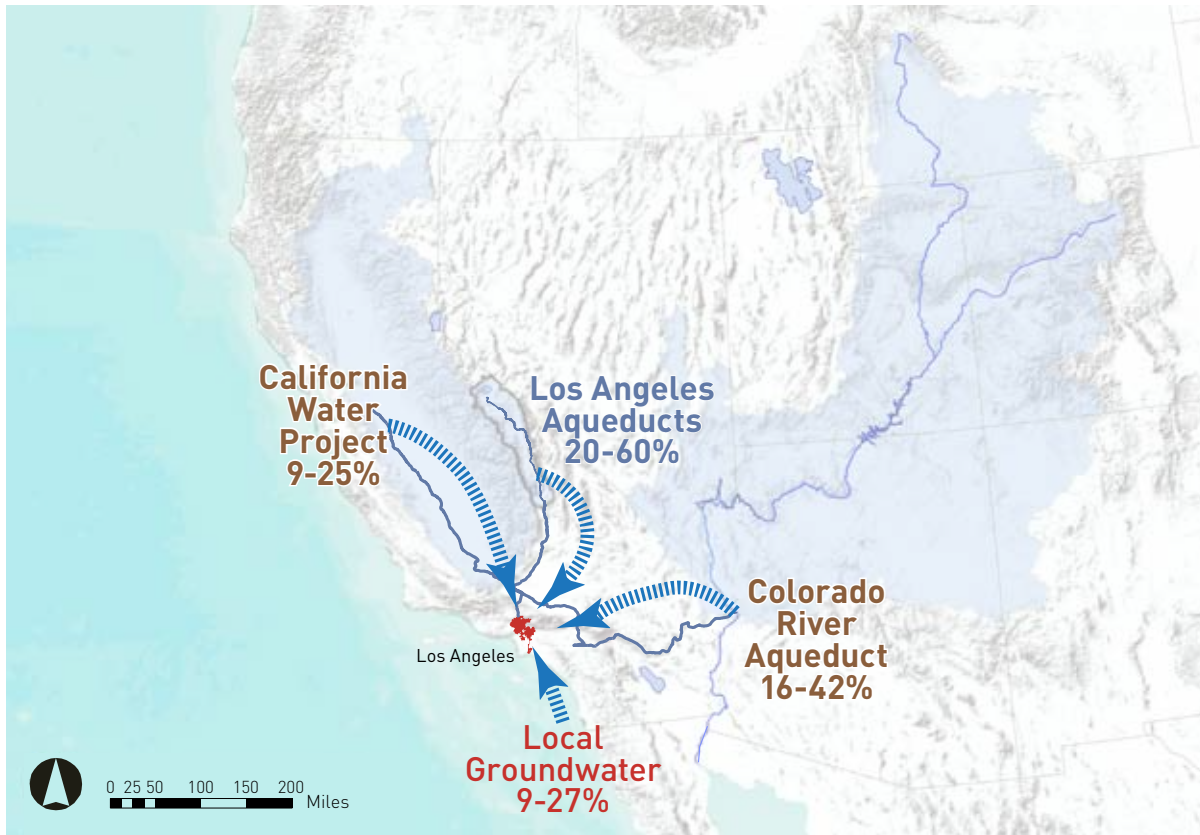 California
Water
Project
9-25%
Los Angeles
Aqueducts
20-60%
Colorado
River
Aqueduct
16-42%
Los Angeles
Local
Groundwater
9-27%
0 25 50 100 150 200
Miles